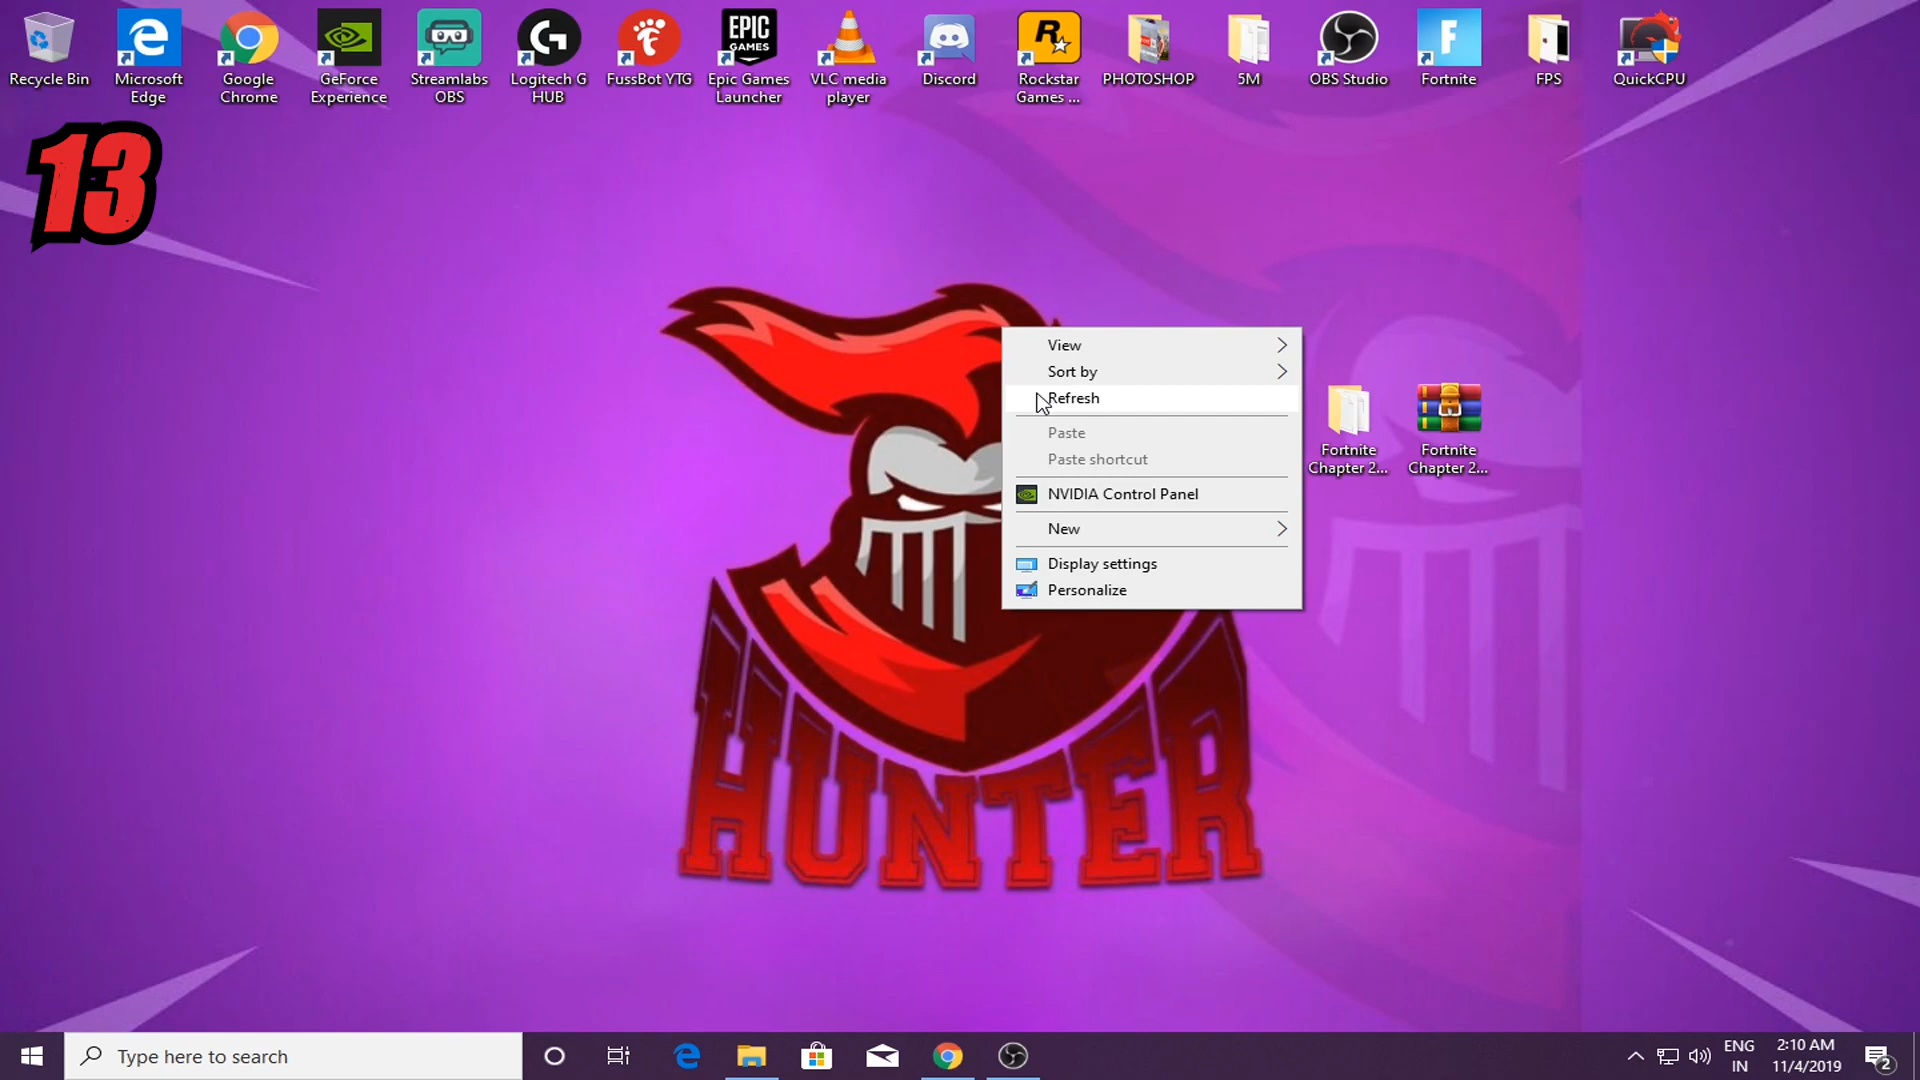 Recycle Bin
Microsoft
Edge
Google
Chrome
GeForce
Experience
Streamlabs
OBS
Logitech G
HUB
FussBot YTG
EPIC
GAMES
Epic Games
Launcher
VLC media
player
Discord
Rockstar
Games ...
PHOTOSHOP
5M
OBS Studio
F
Fortnite
FPS
QuickCPU
13
View
Sort by
Refresh
Paste
Paste shortcut
NVIDIA Control Panel
New
Display settings
Personalize
Fortnite
Chapter 2...
Fortnite
Chapter 2...
HUNTER
Type here to search
ENG
IN
2:10 AM
11/4/2019
2